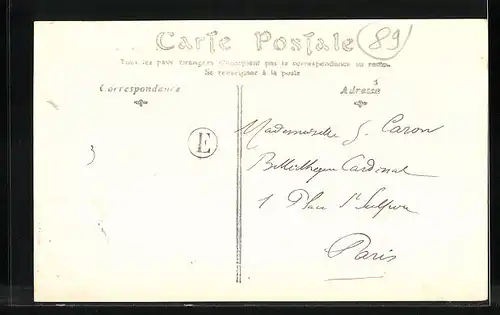 Carte Postale
89
Tous les pays étrangers n'acceptent pas la correspondance au recto.
Se renseigner à la poste
Correspondance
Adresse
1
Mademoiselle S. Caron
Bibliothèque Cardinal
1 Place St Sulpice
Paris
E
3